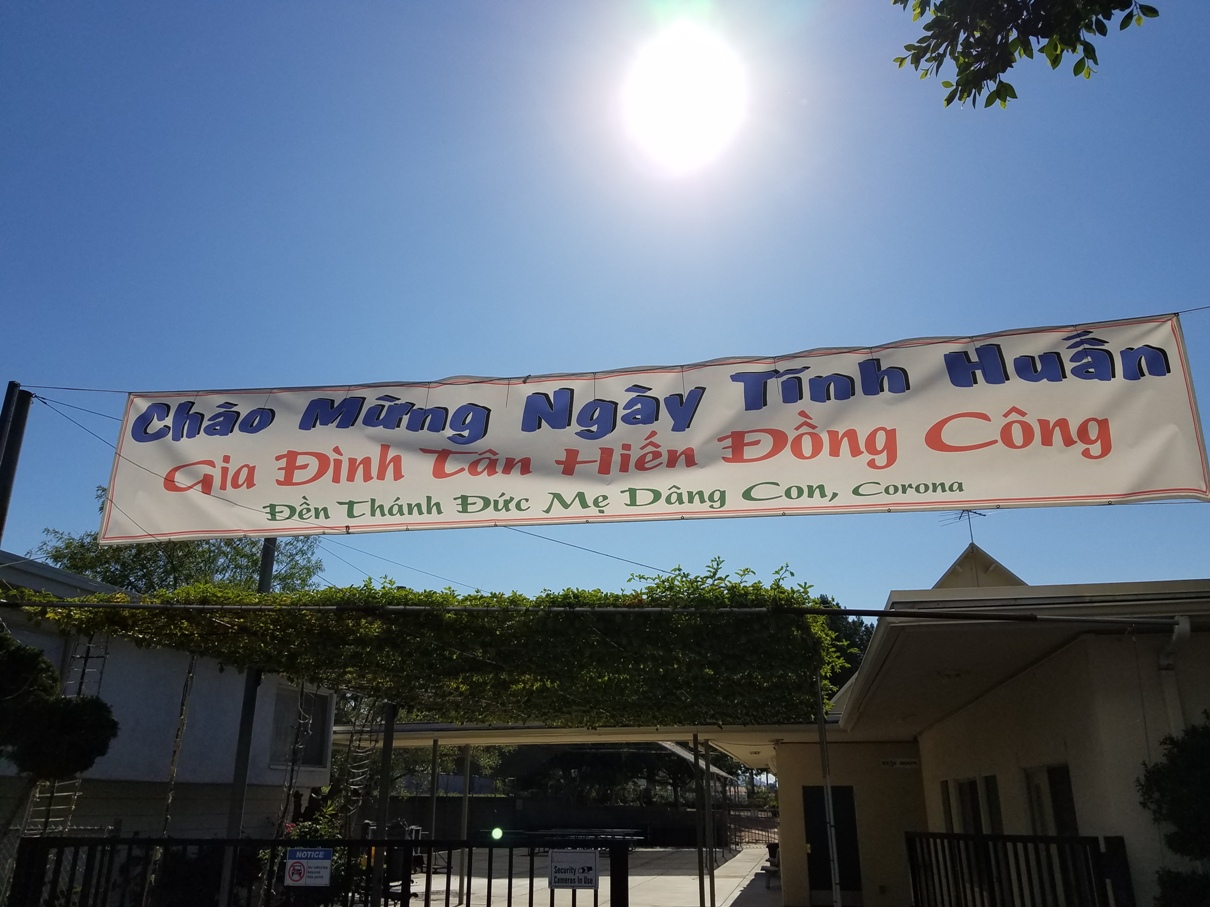 Chào Mừng Ngày Tĩnh Huấn
Gia Đình Tân Hiến Đồng Công
Đền Thánh Đức Mẹ Dâng Con, Corona
NOTICE
Security
Cameras In Use